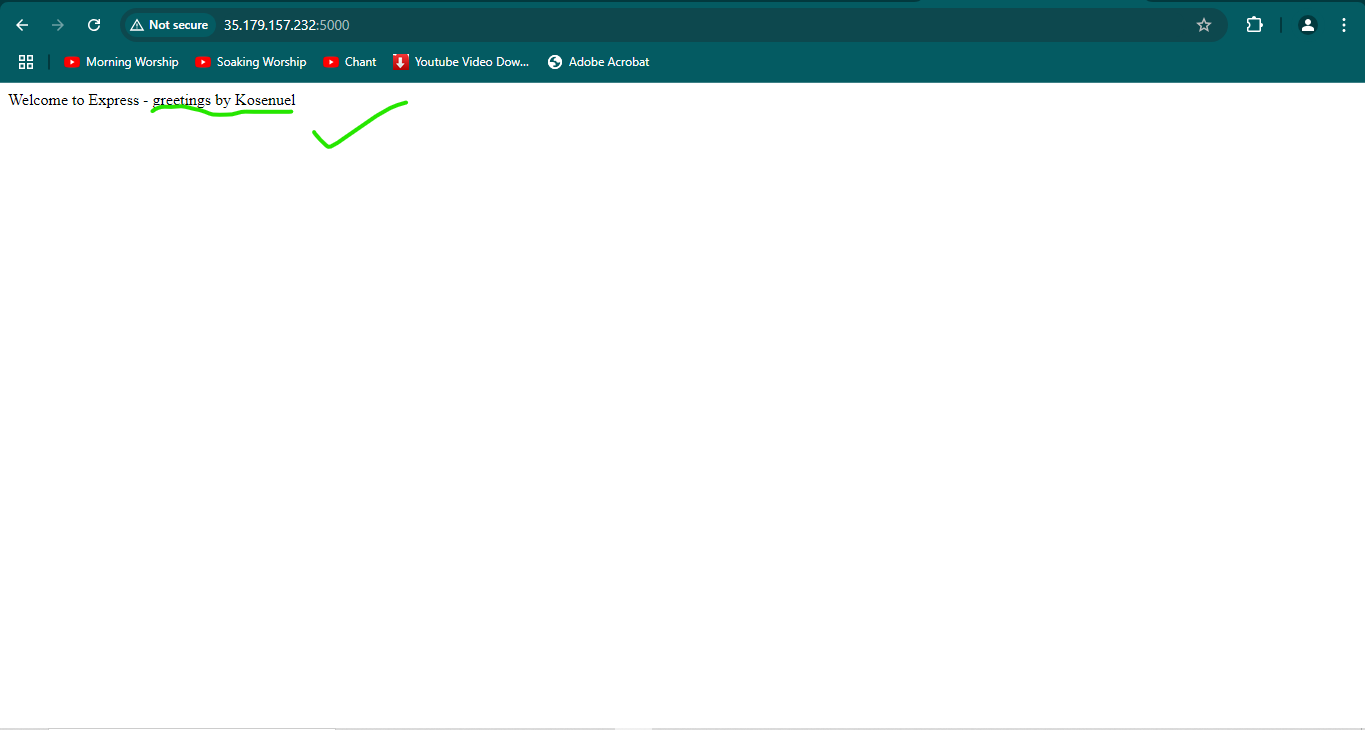 Not secure 35.179.157.232:5000
Morning Worship Soaking Worship Chant Youtube Video Dow... Adobe Acrobat
Welcome to Express - greetings by Kosenuel